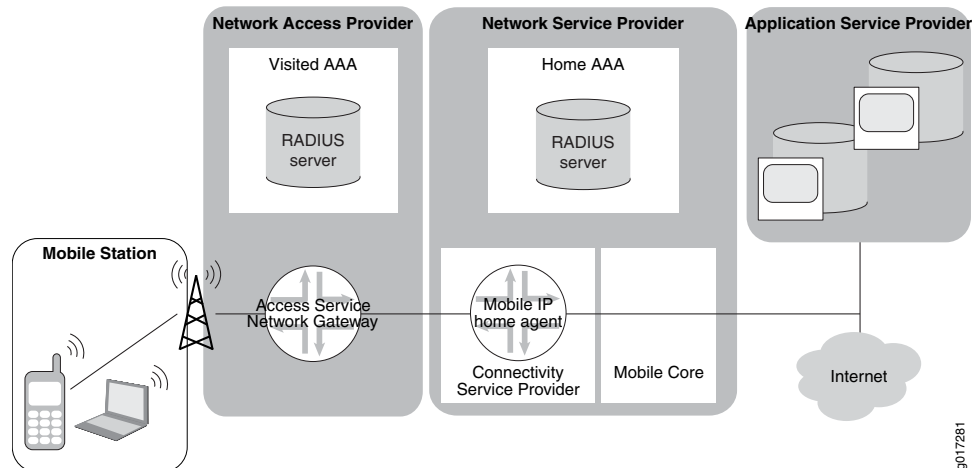 Network Access Provider
Network Service Provider
Application Service Provider
Visited AAA
Home AAA
RADIUS
server
RADIUS
server
Mobile Station
Access Service
Network Gateway
Mobile IP
home agent
Connectivity
Service Provider
Mobile Core
Internet
g017281